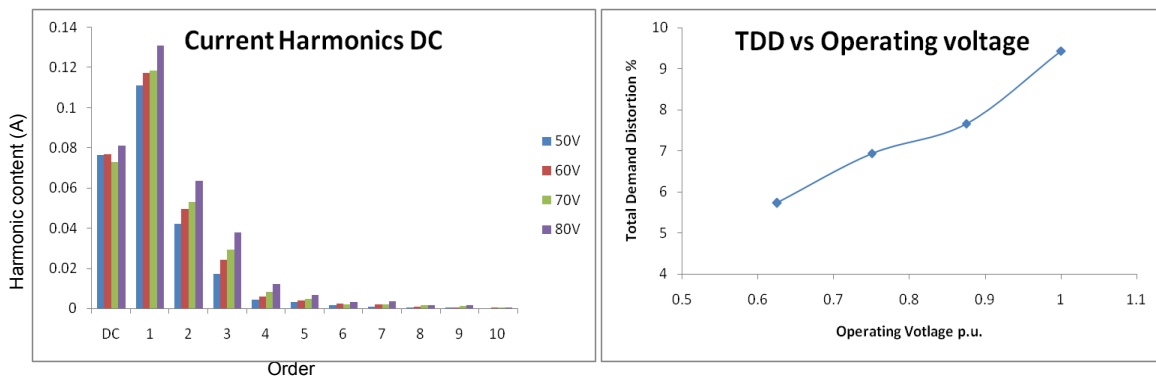 Current Harmonics DC
Harmonic content (A)
0.14
0.12
0.1
0.08
0.06
0.04
0.02
0
DC 1 2 3 4 5 6 7 8 9 10
Order
50V
60V
70V
80V
TDD vs Operating voltage
Total Demand Distortion %
10
9
8
7
6
5
4
0.5 0.6 0.7 0.8 0.9 1 1.1
Operating Votlage p.u.